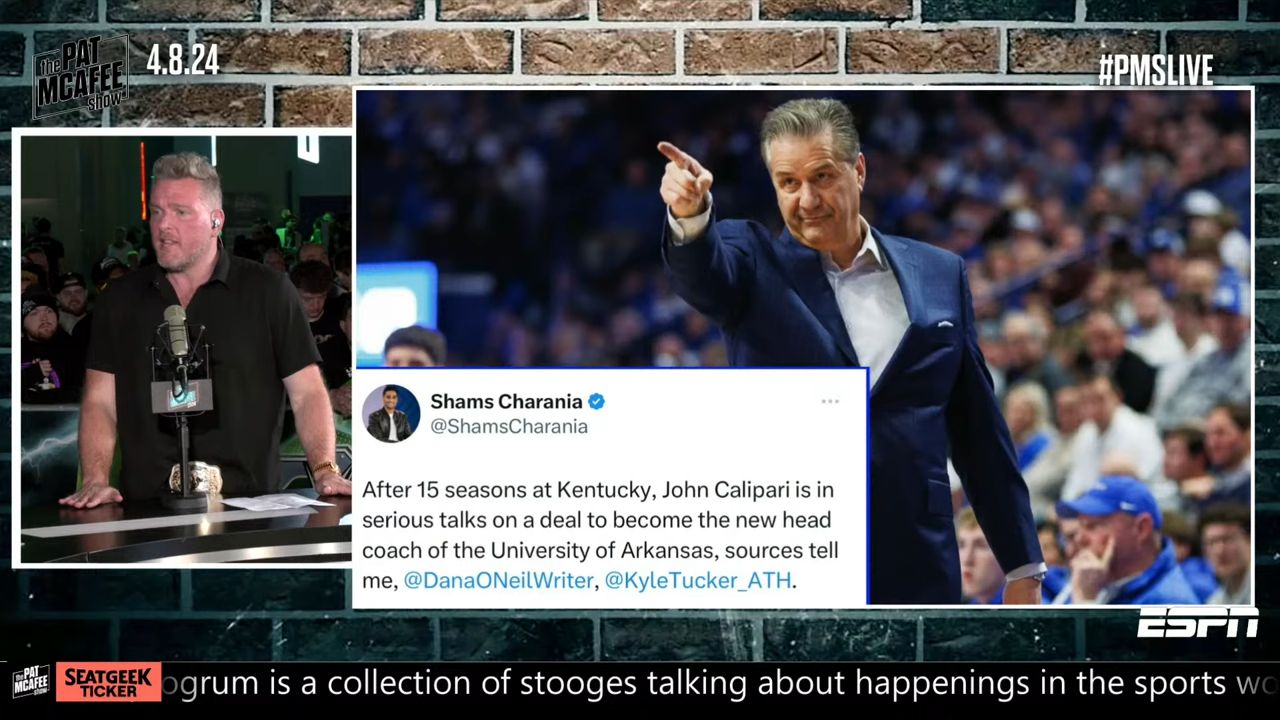 the PAT MCAFEE show
4.8.24
#PMSLIVE
Shams Charania
@ShamsCharania
After 15 seasons at Kentucky, John Calipari is in
serious talks on a deal to become the new head
coach of the University of Arkansas, sources tell
me, @DanaONeilWriter, @KyleTucker_ATH.
ESPN
the PAT MCAFEE show
SEATGEEK
TICKER
ogrum is a collection of stooges talking about happenings in the sports wo